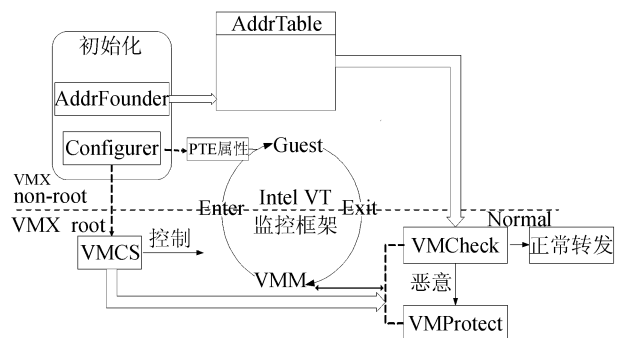 AddrTable
初始化
AddrFounder
Configurer
PTE属性
Guest
VMX
non-root
Enter
Intel VT
Exit
监控框架
VMX root
VMCS
控制
VMM
VMCheck
Normal
正常转发
恶意
VMProtect